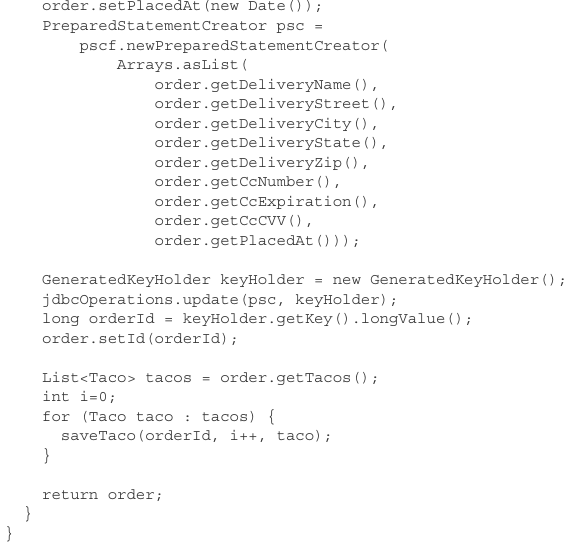 order.setPlacedAt(new Date());
    PreparedStatementCreator psc =
        pscf.newPreparedStatementCreator(
            Arrays.asList(
                order.getDeliveryName(),
                order.getDeliveryStreet(),
                order.getDeliveryCity(),
                order.getDeliveryState(),
                order.getDeliveryZip(),
                order.getCcNumber(),
                order.getCcExpiration(),
                order.getCcCVV(),
                order.getPlacedAt()));

    GeneratedKeyHolder keyHolder = new GeneratedKeyHolder();
    jdbcOperations.update(psc, keyHolder);
    long orderId = keyHolder.getKey().longValue();
    order.setId(orderId);

    List<Taco> tacos = order.getTacos();
    int i=0;
    for (Taco taco : tacos) {
      saveTaco(orderId, i++, taco);
    }

    return order;
  }
}